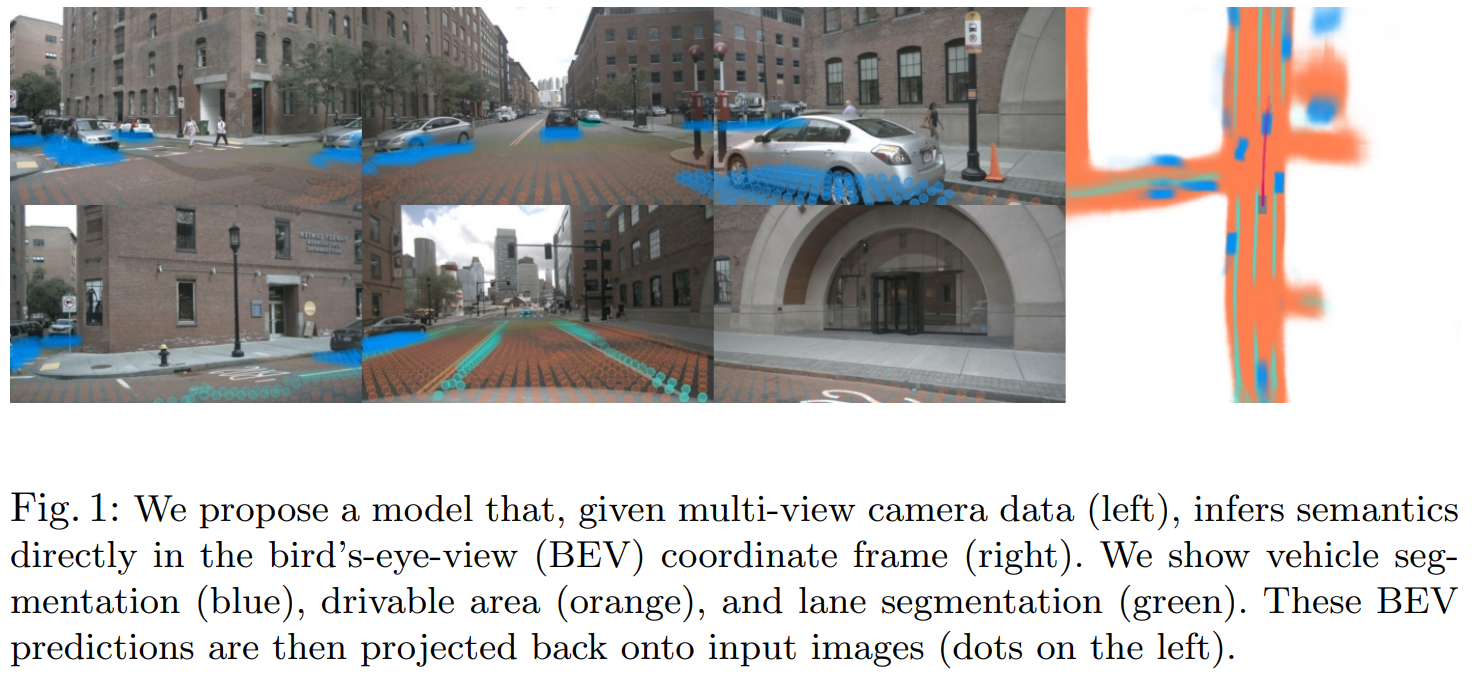 Fig. 1: We propose a model that, given multi-view camera data (left), infers semantics
directly in the bird's-eye-view (BEV) coordinate frame (right). We show vehicle seg-
mentation (blue), drivable area (orange), and lane segmentation (green). These BEV
predictions are then projected back onto input images (dots on the left).